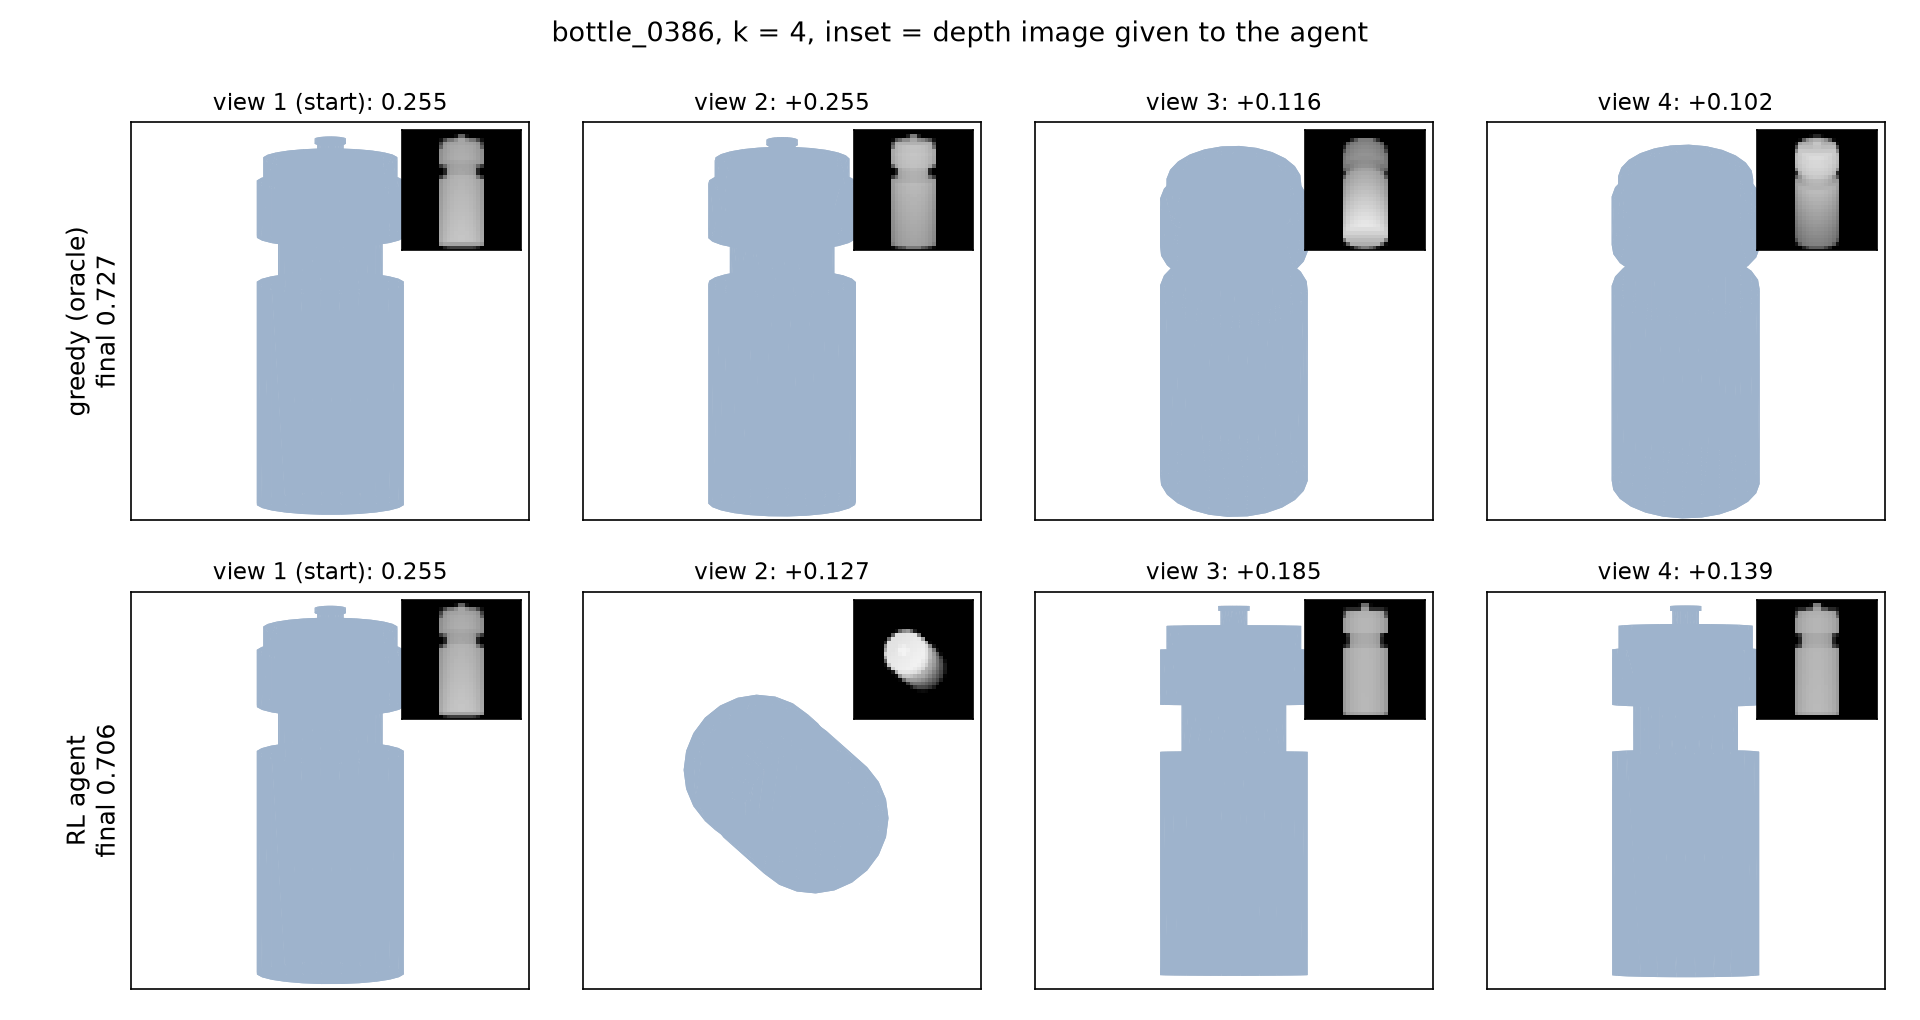 bottle_0386, k = 4, inset = depth image given to the agent
view 1 (start): 0.255
view 2: +0.255
view 3: +0.116
view 4: +0.102
greedy (oracle)
final 0.727
view 1 (start): 0.255
view 2: +0.127
view 3: +0.185
view 4: +0.139
RL agent
final 0.706